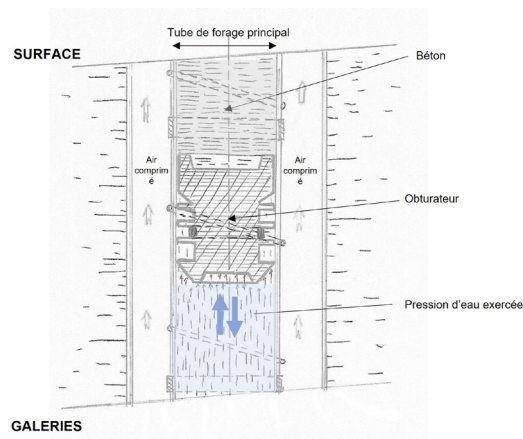 Tube de forage principal
SURFACE
Béton
Air
comprim
é
Air
comprim
é
Obturateur
Pression d'eau exercée
GALERIES